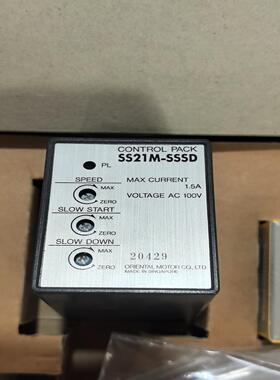 CONTROL PACK
SS21M-SSSD
PL
SPEED
MAX
ZERO
MAX CURRENT
1.5A
VOLTAGE AC 100V
SLOW START
MAX
ZERO
SLOW DOWN
MAX
ZERO
20429
ORIENTAL MOTOR CO., LTD.
MADE IN SINGAPORE